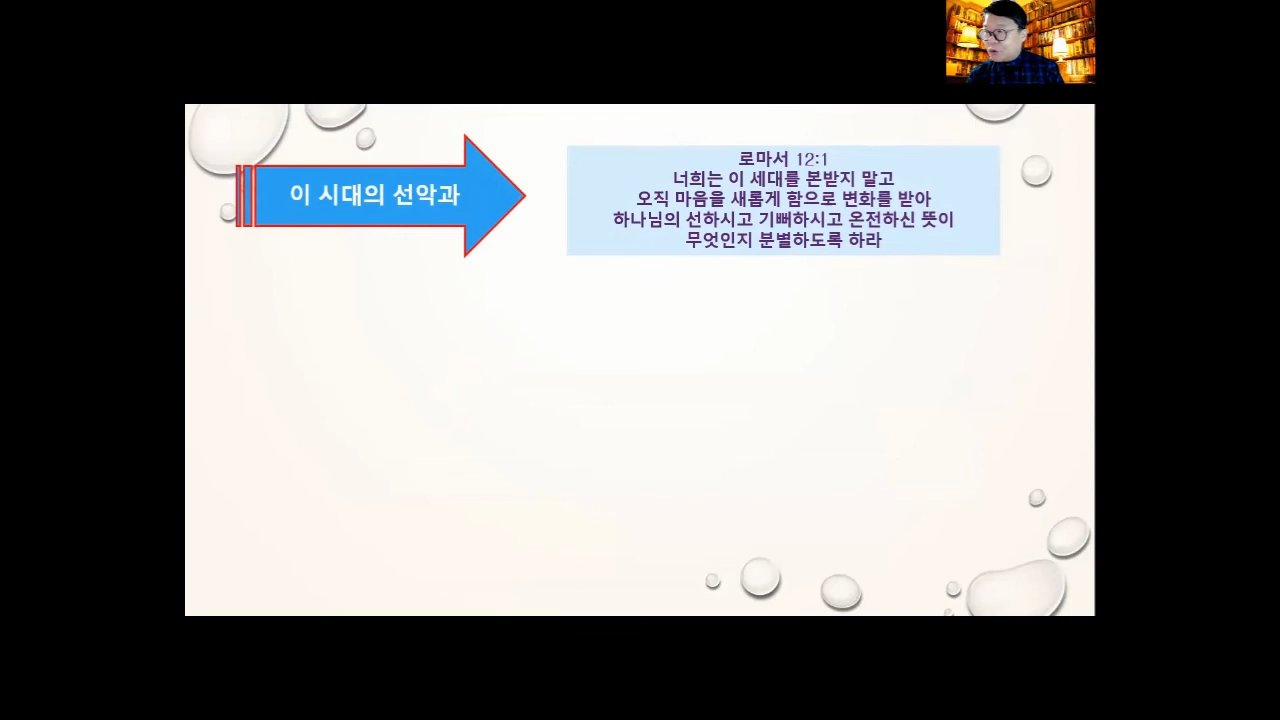 이 시대의 선악과
로마서 12:1
너희는 이 세대를 본받지 말고
오직 마음을 새롭게 함으로 변화를 받아
하나님의 선하시고 기뻐하시고 온전하신 뜻이
무엇인지 분별하도록 하라